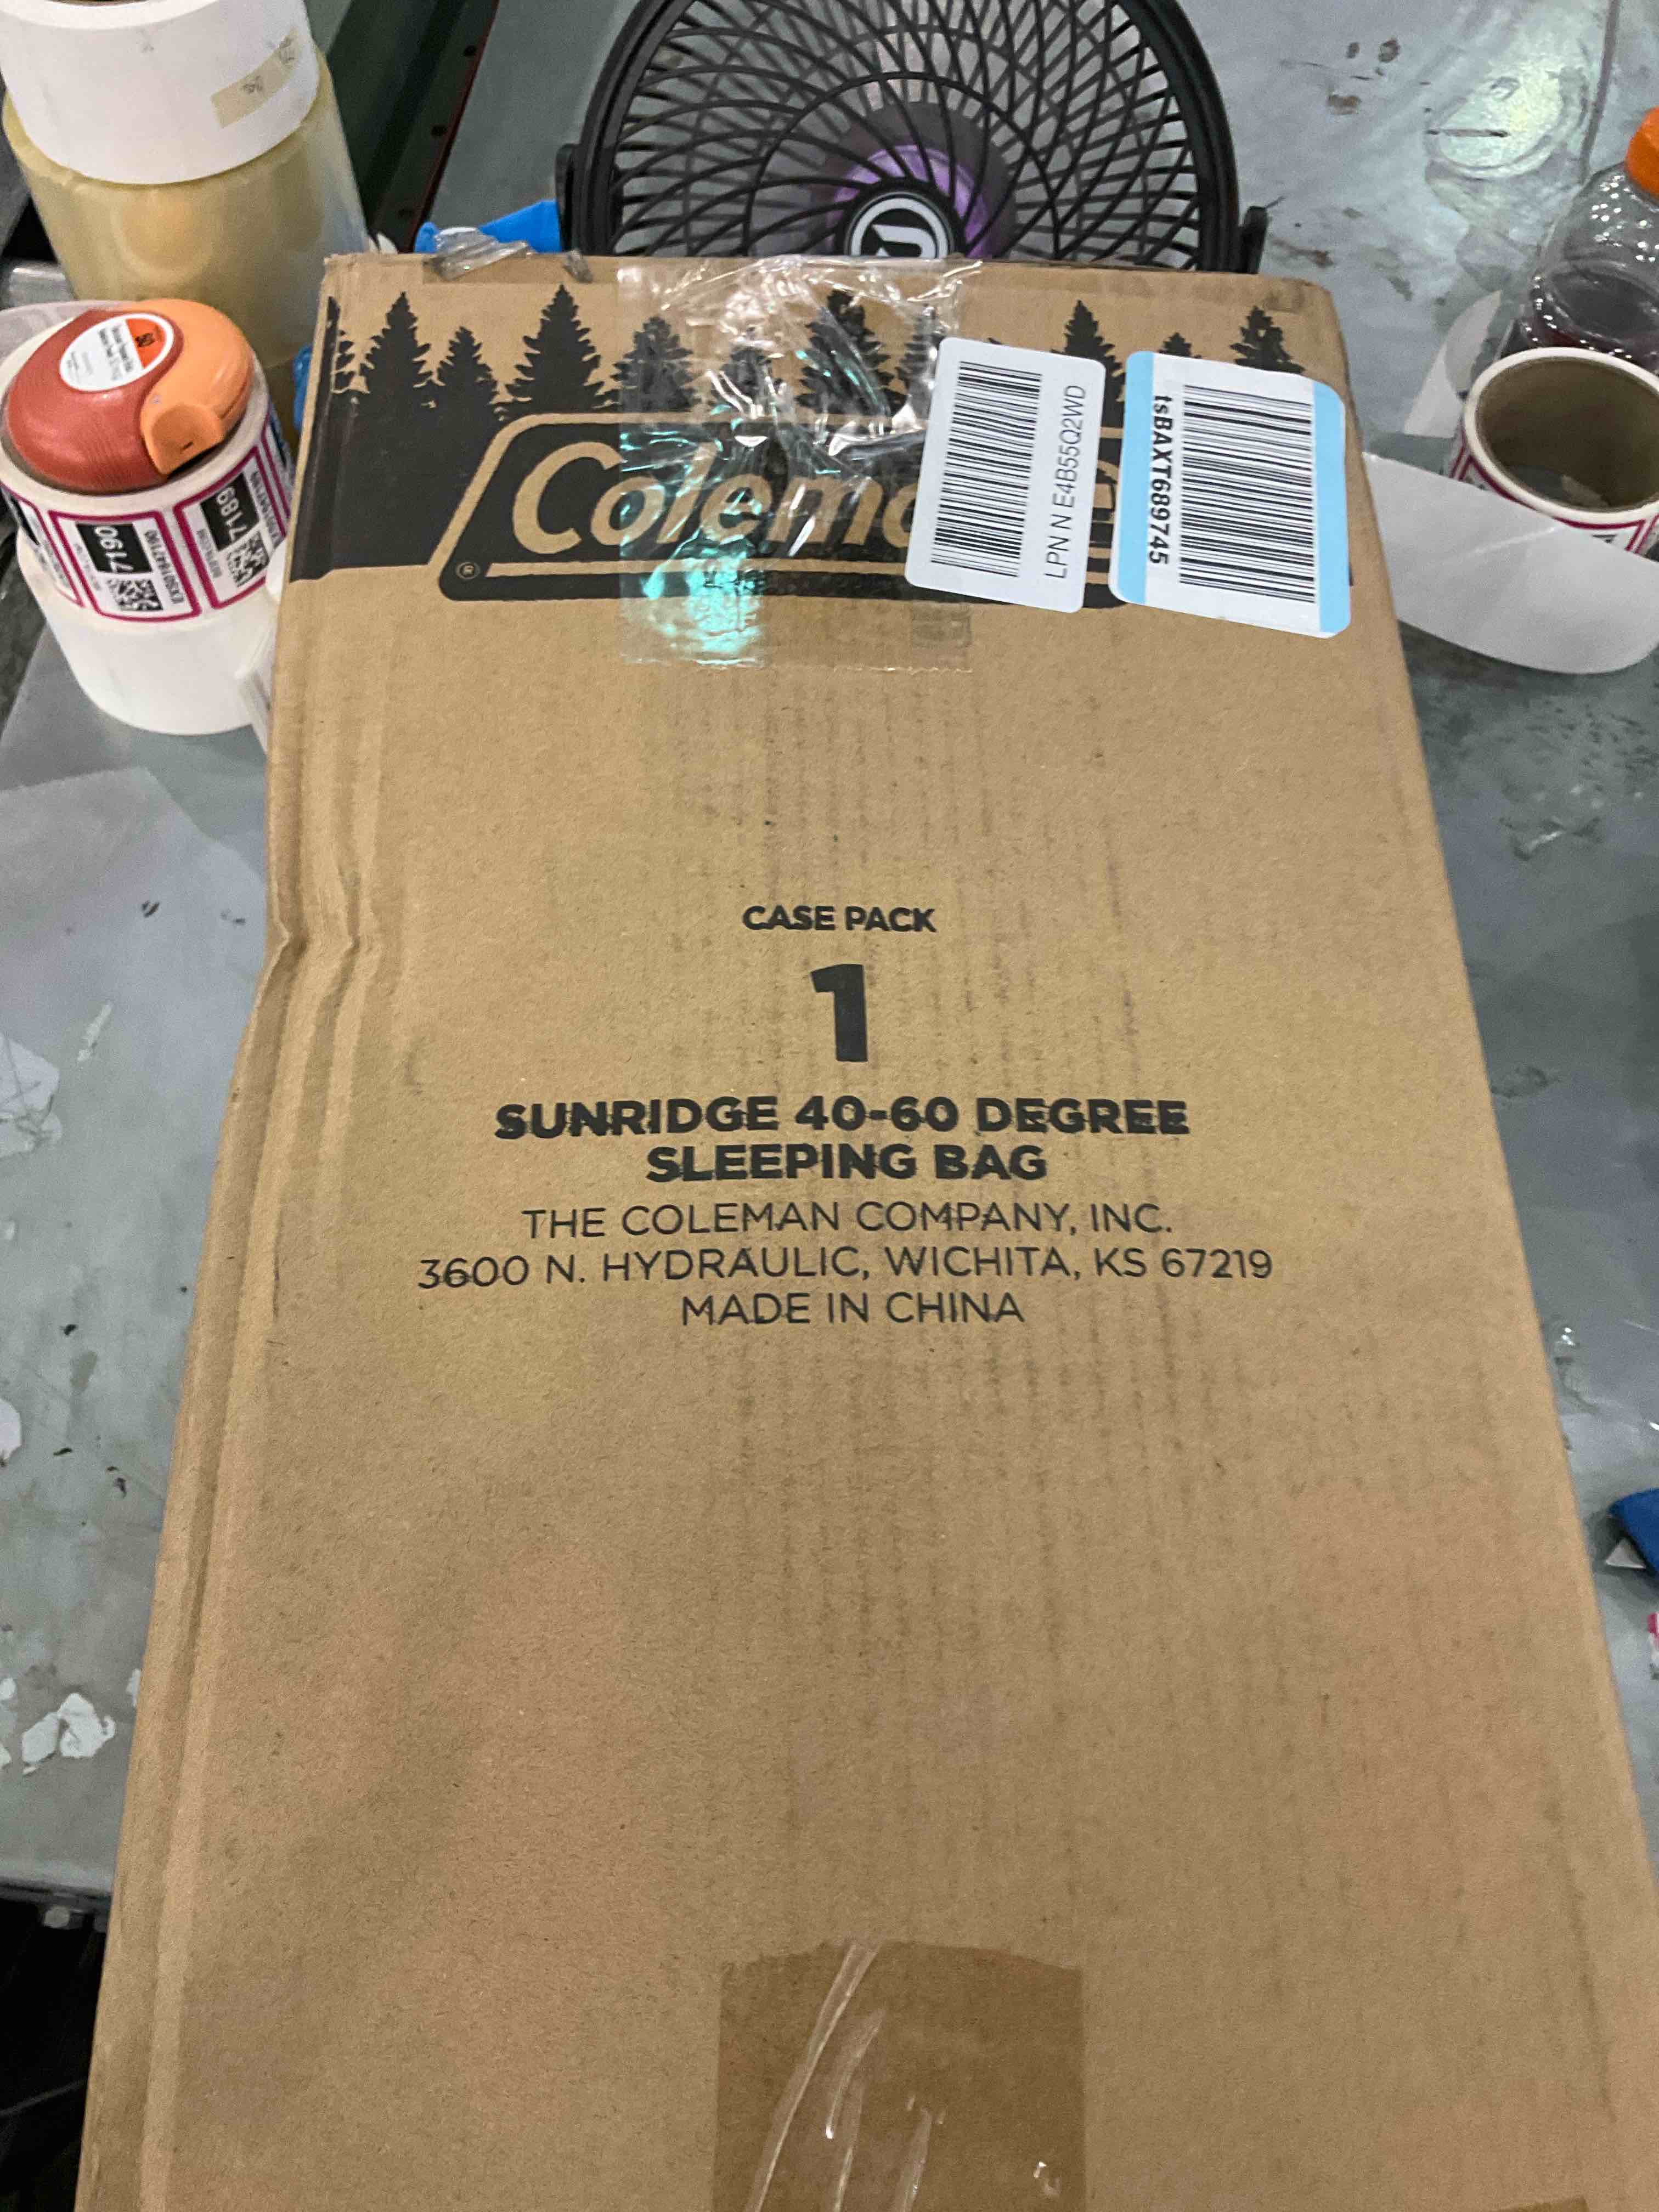 Colema
®
LPN N E4B55Q2WD
tsBAXT689745
7190
7189
CASE PACK
1
SUNRIDGE 40-60 DEGREE
SLEEPING BAG
THE COLEMAN COMPANY, INC.
3600 N. HYDRAULIC, WICHITA, KS 67219
MADE IN CHINA